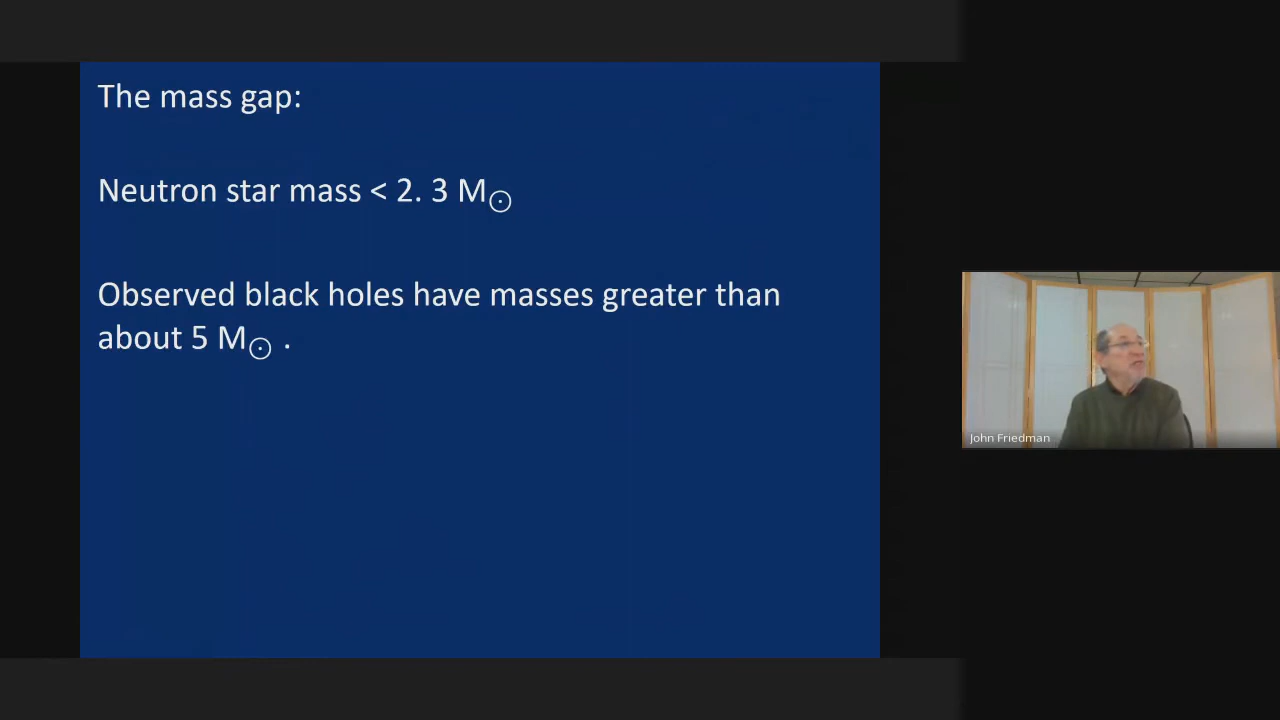 The mass gap:
Neutron star mass < 2. 3 M☉
Observed black holes have masses greater than
about 5 M☉ .
John Friedman